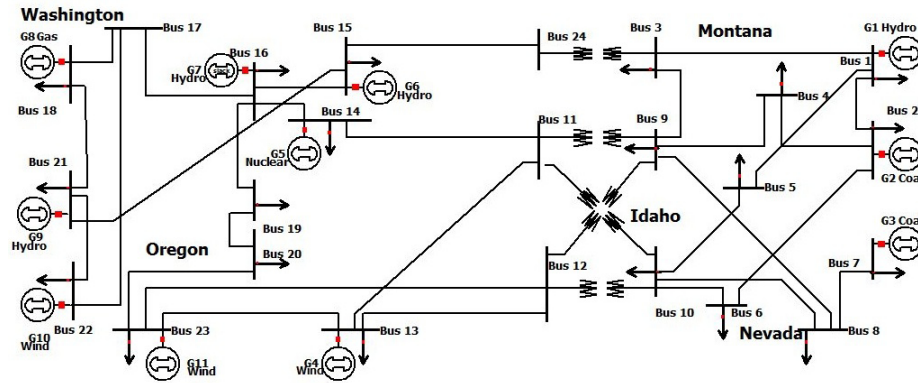 Washington
Bus 17
Bus 15
Bus 24
Bus 3
Montana
G1 Hydro
G8 Gas
Bus 16
G7
Hydro
G6
Hydro
Bus 1
Bus 4
Bus 18
Bus 14
Bus 11
Bus 9
Bus 2
G5
Nuclear
G2 Coa
Bus 21
Bus 5
G9
Hydro
Bus 19
Idaho
G3 Coa
Oregon
Bus 20
Bus 12
Bus 7
G10
Wind
Bus 22
Bus 23
Bus 13
Bus 10
Bus 6
Nevada
Bus 8
G11
Wind
G4
Wind